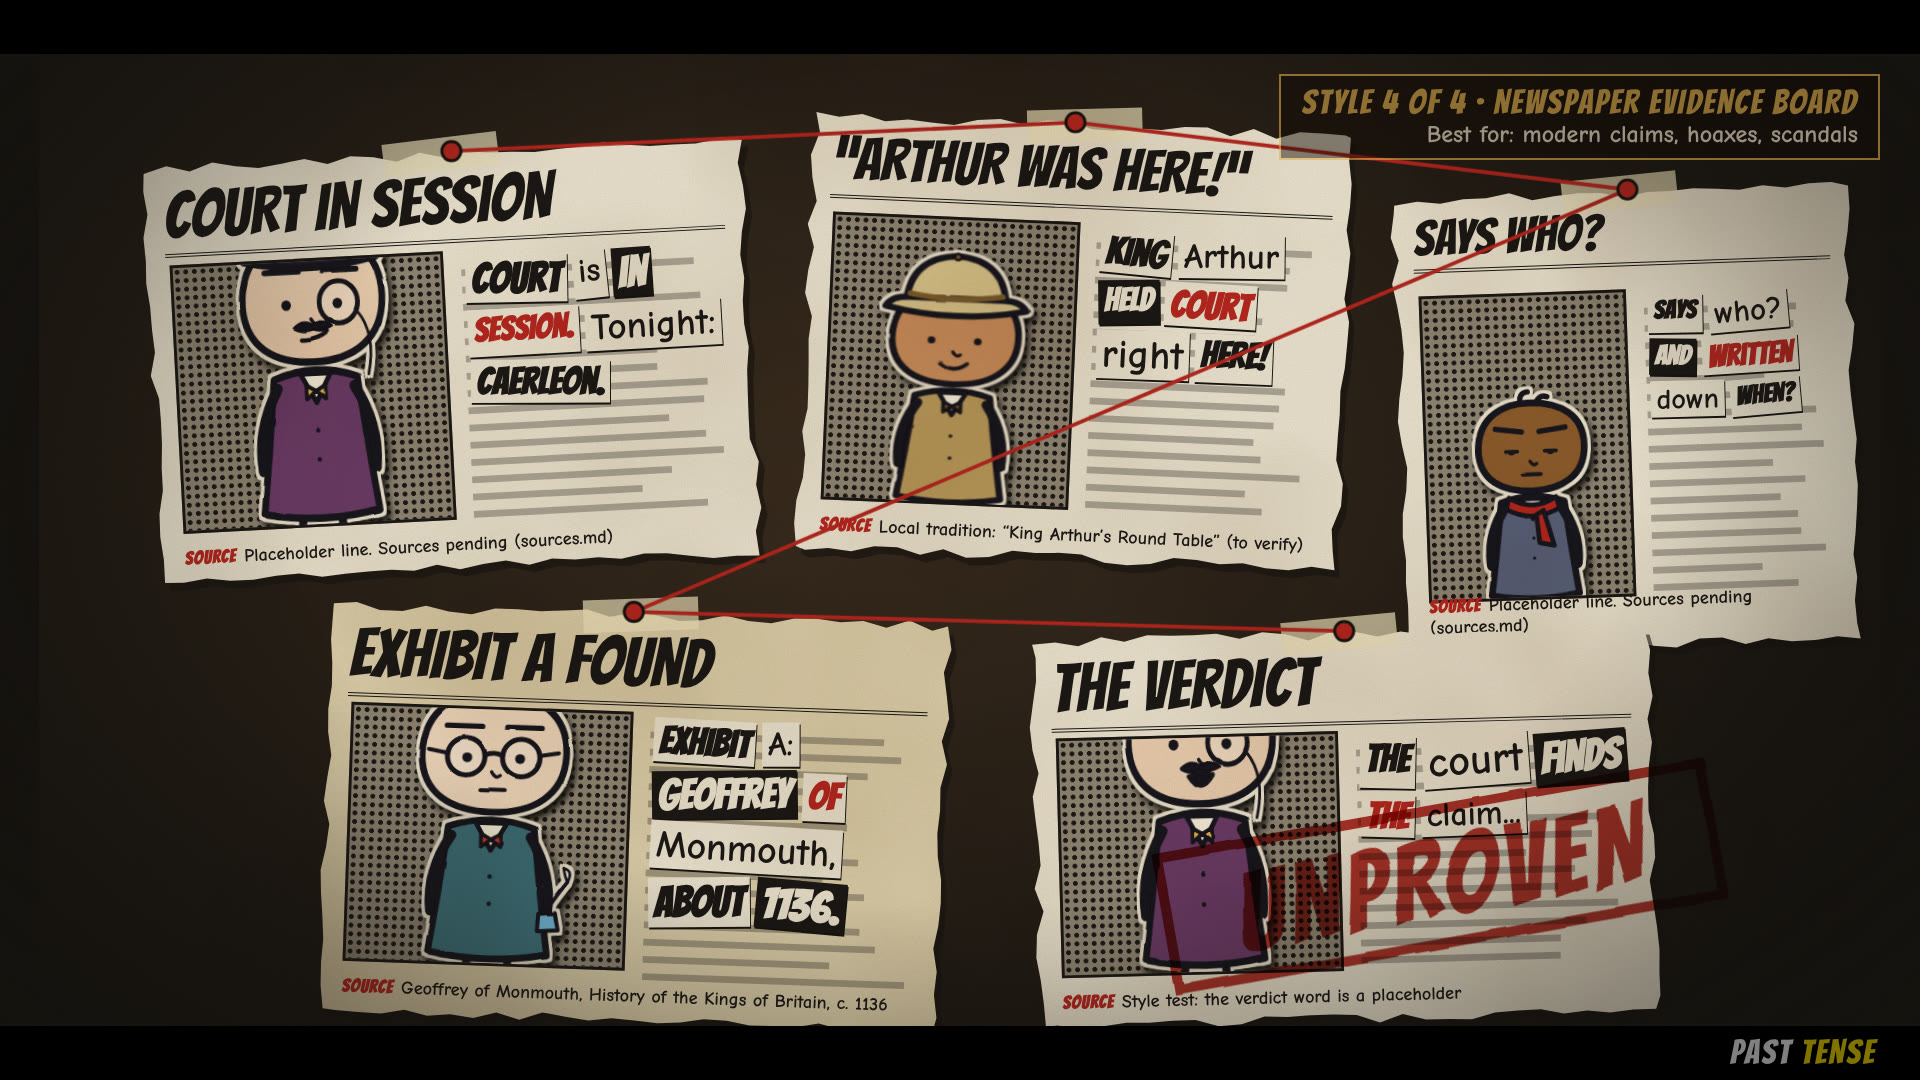 STYLE 4 OF 4 • NEWSPAPER EVIDENCE BOARD
Best for: modern claims, hoaxes, scandals
COURT IN SESSION
COURT is IN
SESSION. Tonight:
CAERLEON.
SOURCE Placeholder line. Sources pending (sources.md)
"ARTHUR WAS HERE!"
KING Arthur
HELD COURT
right HERE!
SOURCE Local tradition: “King Arthur’s Round Table” (to verify)
SAYS WHO?
SAYS who?
AND WRITTEN
down WHEN?
SOURCE Placeholder line. Sources pending
(sources.md)
EXHIBIT A FOUND
EXHIBIT A:
GEOFFREY OF
Monmouth,
ABOUT 1136.
SOURCE Geoffrey of Monmouth, History of the Kings of Britain, c. 1136
THE VERDICT
THE court FINDS
THE claim...
UNPROVEN
SOURCE Style test: the verdict word is a placeholder
PAST TENSE